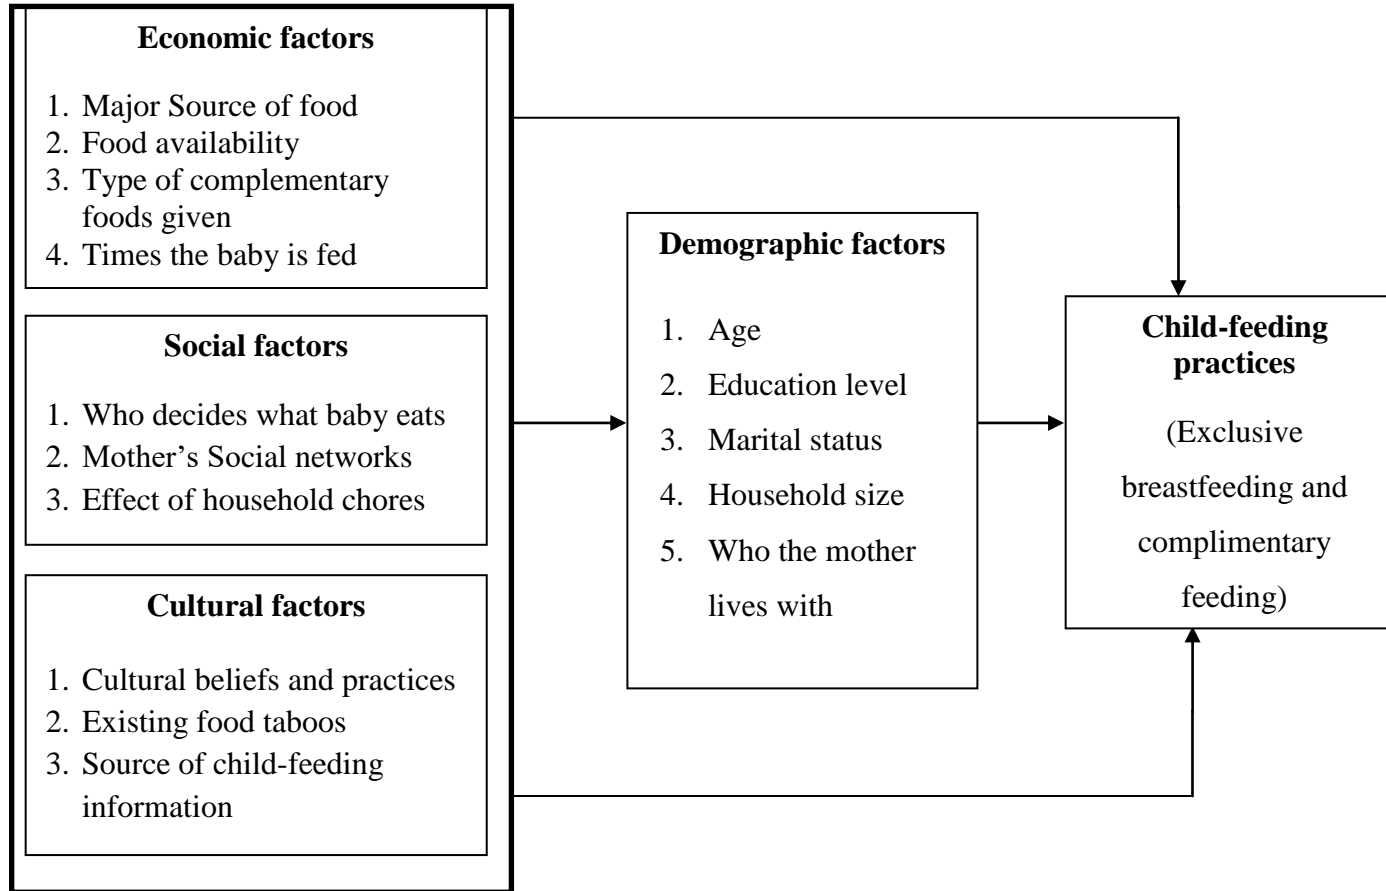 Economic factors
1. Major Source of food
2. Food availability
3. Type of complementary
foods given
4. Times the baby is fed
Social factors
1. Who decides what baby eats
2. Mother’s Social networks
3. Effect of household chores
Cultural factors
1. Cultural beliefs and practices
2. Existing food taboos
3. Source of child-feeding
information
Demographic factors
1. Age
2. Education level
3. Marital status
4. Household size
5. Who the mother
lives with
Child-feeding
practices
(Exclusive
breastfeeding and
complimentary
feeding)